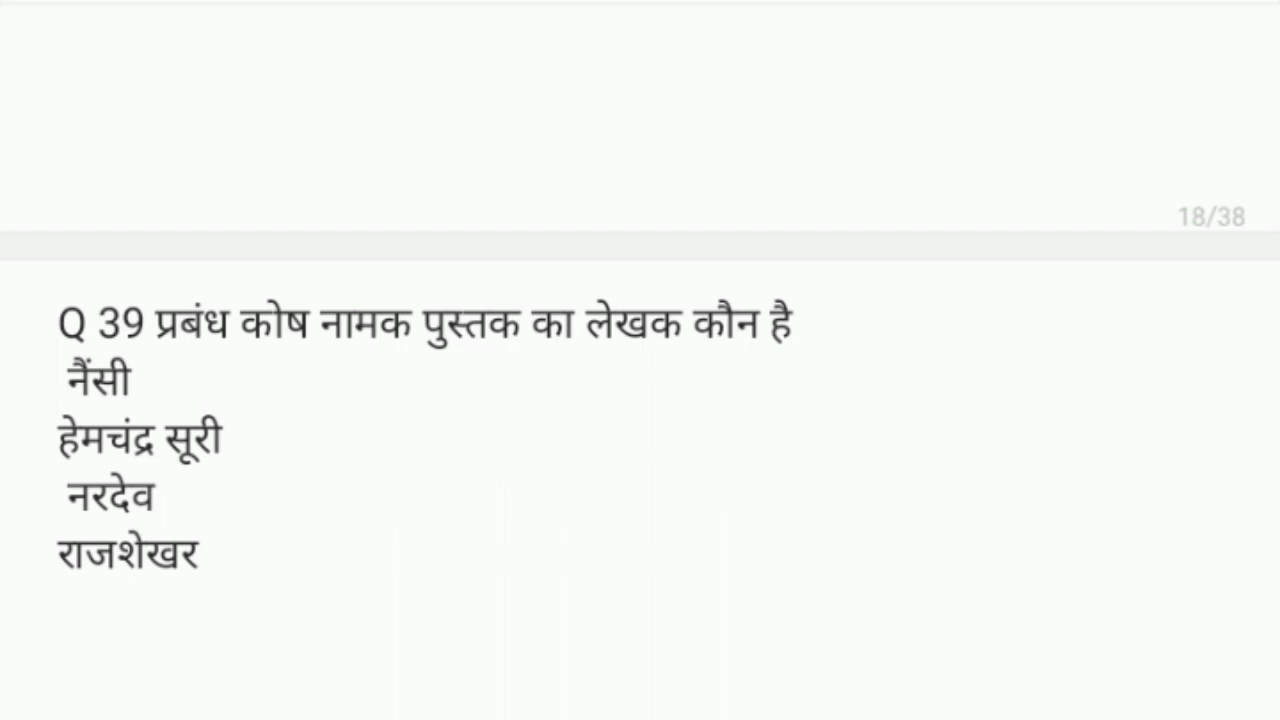 18/38
Q 39 प्रबंध कोष नामक पुस्तक का लेखक कौन है
नैंसी
हेमचंद्र सूरी
नरदेव
राजशेखर